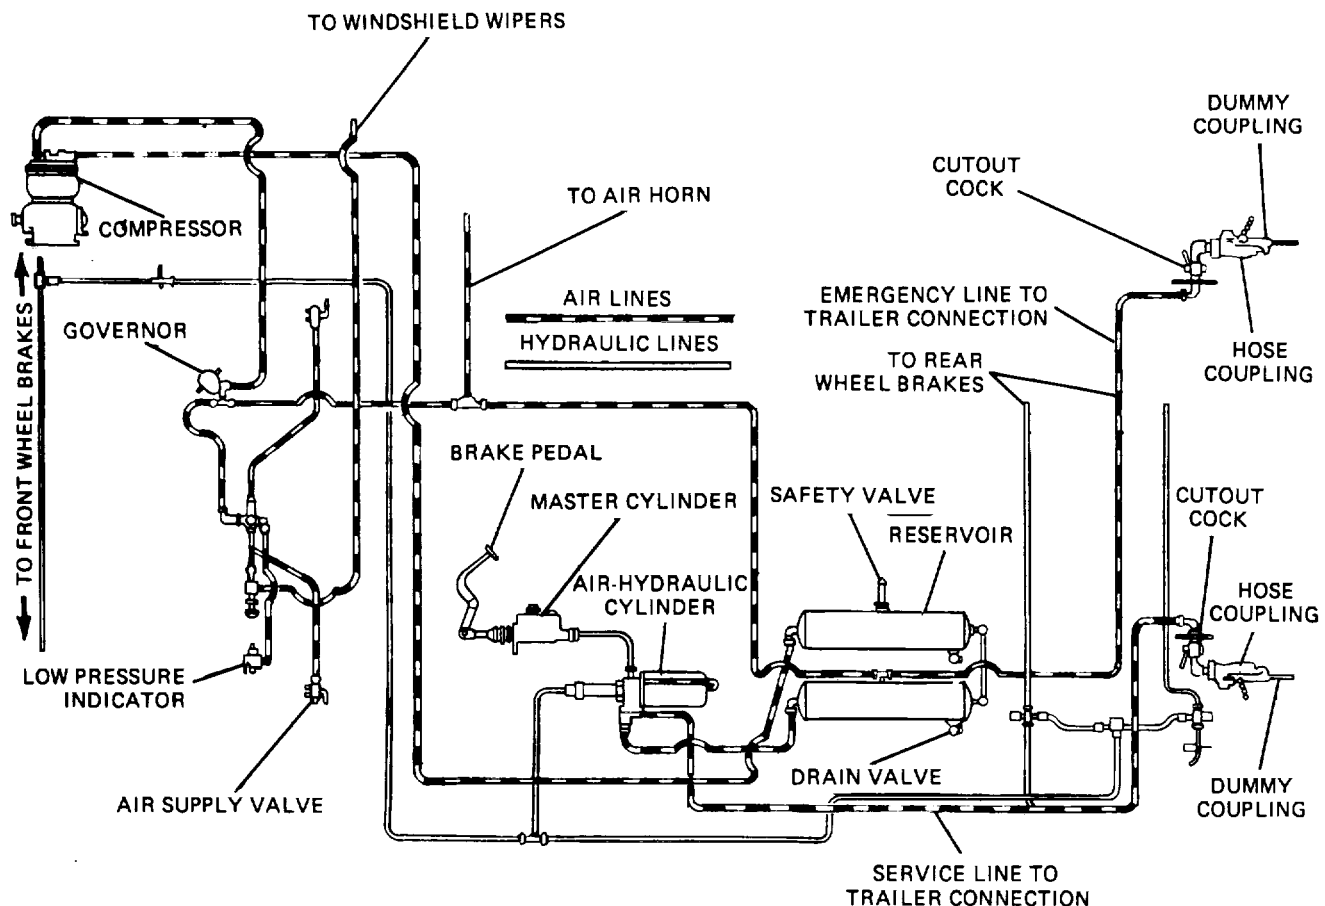 TO WINDSHIELD WIPERS
DUMMY
COUPLING
CUTOUT
COCK
TO AIR HORN
COMPRESSOR
AIR LINES
EMERGENCY LINE TO
TRAILER CONNECTION
HYDRAULIC LINES
GOVERNOR
HOSE
COUPLING
TO REAR
WHEEL BRAKES
TO FRONT WHEEL BRAKES
BRAKE PEDAL
MASTER CYLINDER
SAFETY VALVE
RESERVOIR
CUTOUT
COCK
AIR-HYDRAULIC
CYLINDER
HOSE
COUPLING
LOW PRESSURE
INDICATOR
AIR SUPPLY VALVE
DRAIN VALVE
DUMMY
COUPLING
SERVICE LINE TO
TRAILER CONNECTION